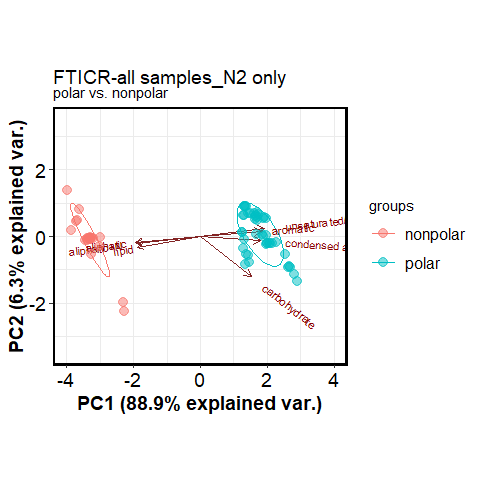 FTICR-all samples_N2 only
polar vs. nonpolar
PC2 (6.3% explained var.)
2
0
-2
aromatic
condensed a
carbohydrate
lipid
-4
-2
0
2
4
PC1 (88.9% explained var.)
groups
nonpolar
polar